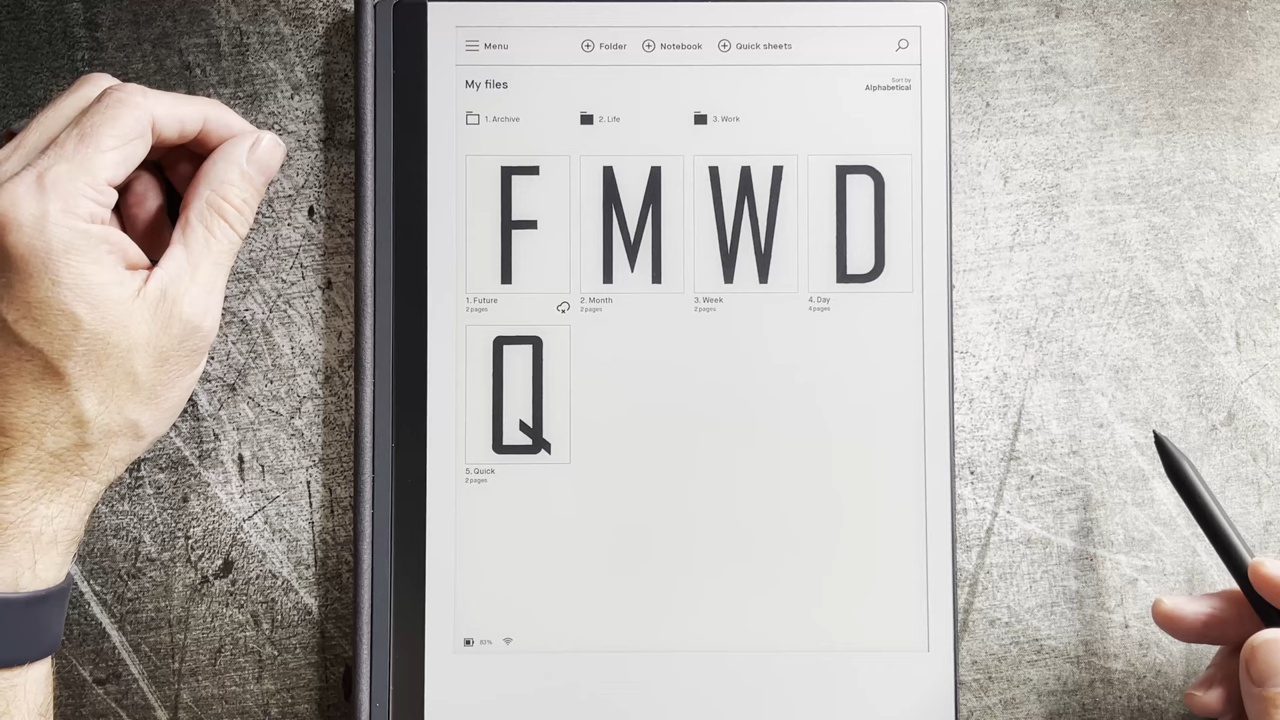 Menu Folder Notebook Quick sheets
My files
Sort by
Alphabetical
1. Archive 2. Life 3. Work
F M W D
1. Future 2. Month 3. Week 4. Day
2 pages 2 pages 2 pages 4 pages
Q
5. Quick
2 pages
83%